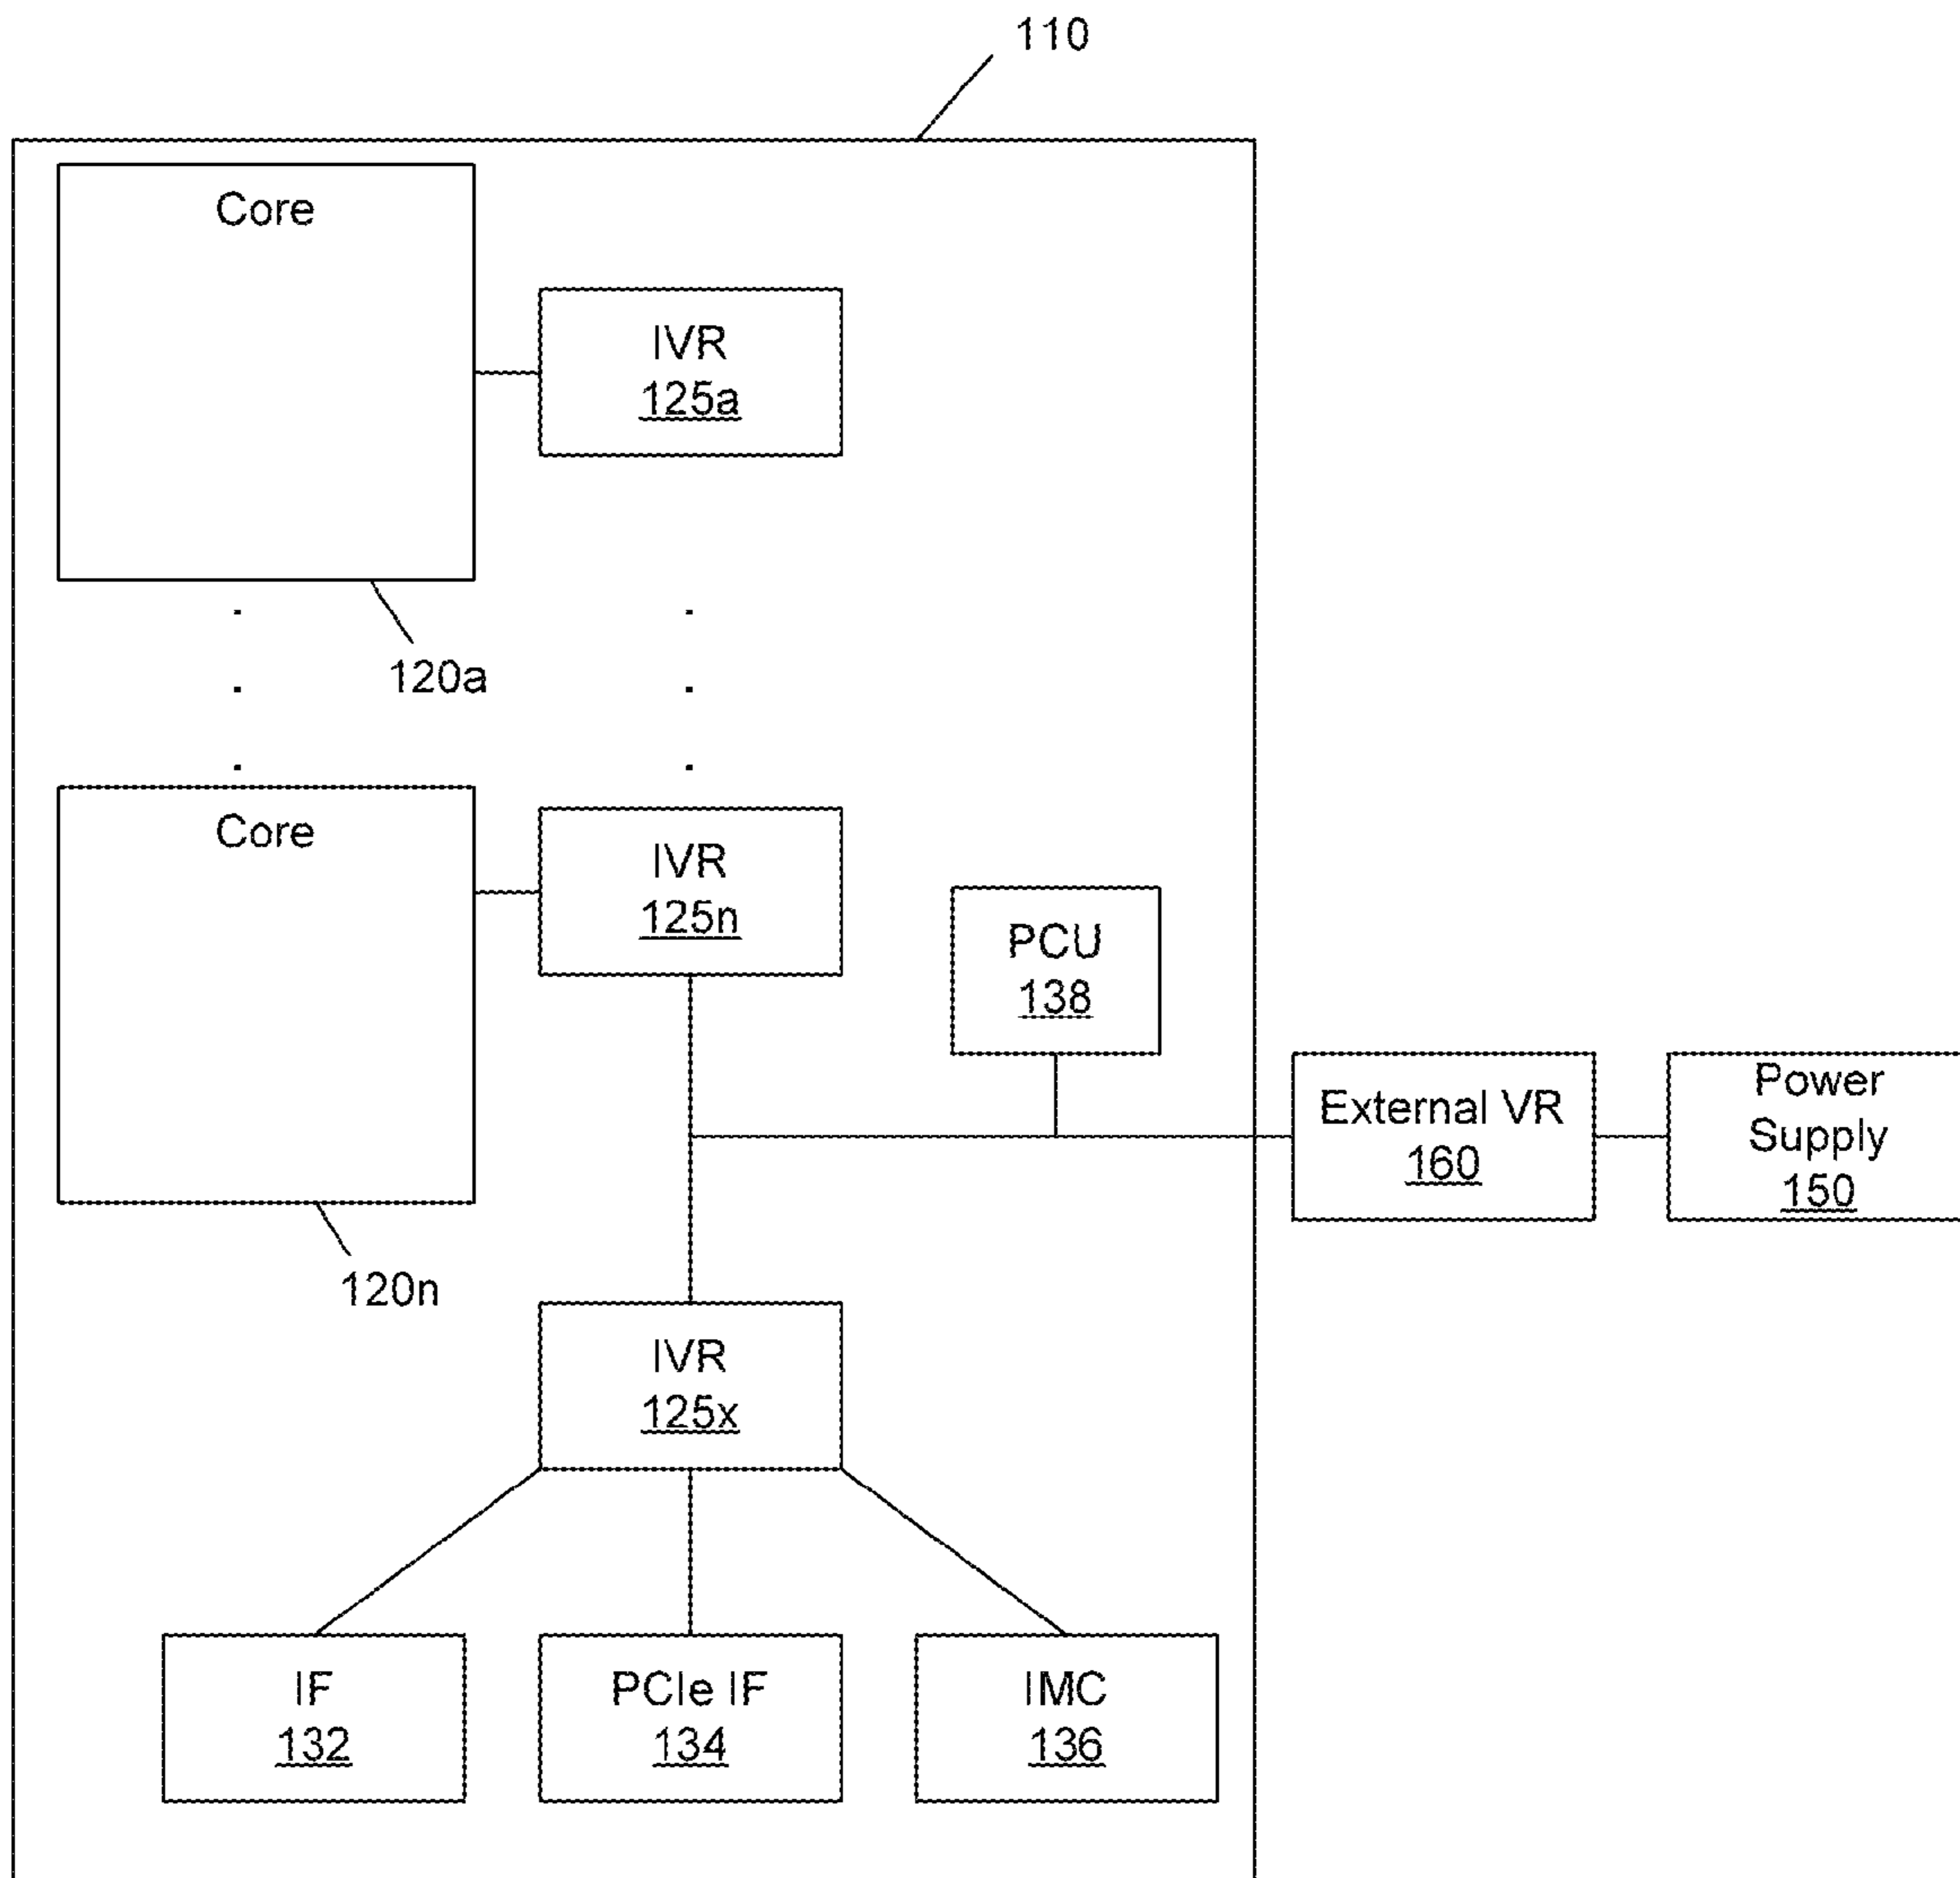 110
Core
IVR
125a
120a
Core
IVR
125n
PCU
138
External VR
160
Power
Supply
150
120n
IVR
125x
IF
132
PCIe IF
134
IMC
136